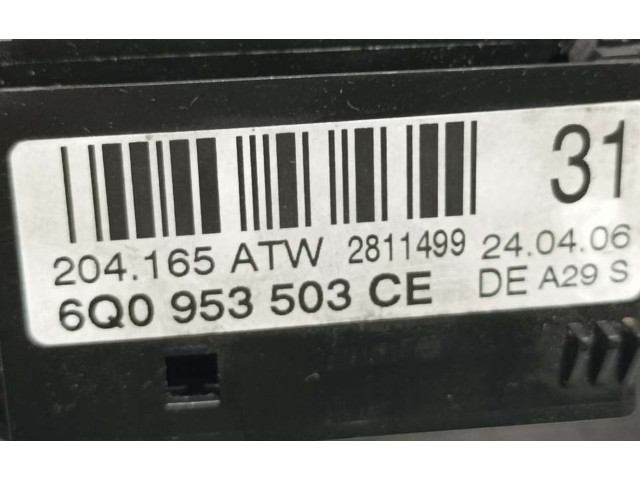 31
204.165 ATW 2811499 24.04.06
6Q0 953 503 CE DE A29 S